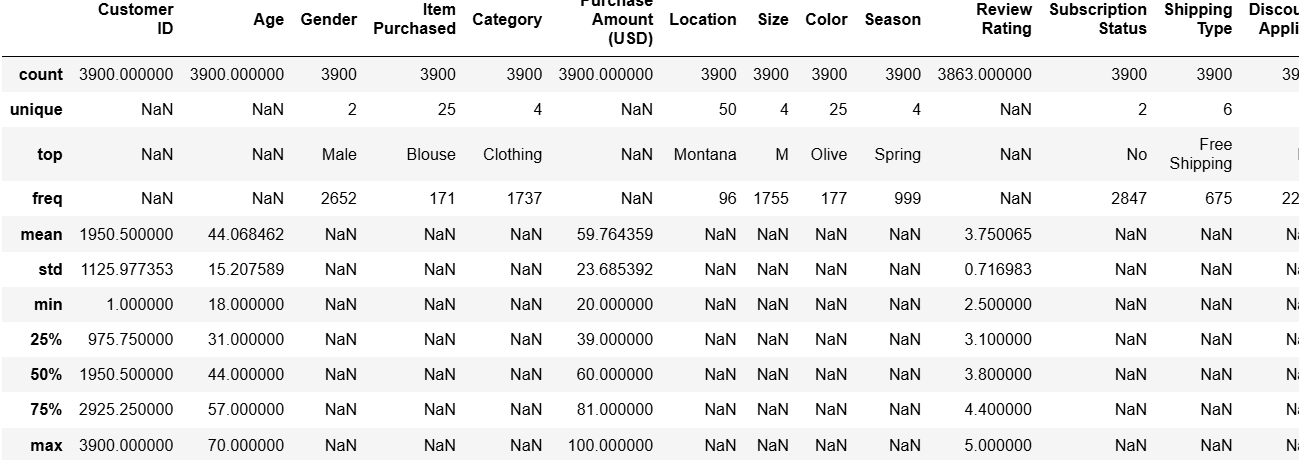 Customer ID Age Gender Item Purchased Category Purchase Amount (USD) Location Size Color Season Review Rating Subscription Status Shipping Type
count 3900.000000 3900.000000 3900 3900 3900 3900.000000 3900 3900 3900 3900 3863.000000 3900 3900 39
unique NaN NaN 2 25 4 NaN 50 4 25 4 NaN 2 6
top NaN NaN Male Blouse Clothing NaN Montana M Olive Spring NaN No Free Shipping
freq NaN NaN 2652 171 1737 NaN 96 1755 177 999 NaN 2847 675 22
mean 1950.500000 44.068462 NaN NaN NaN 59.764359 NaN NaN NaN NaN 3.750065 NaN NaN Na
std 1125.977353 15.207589 NaN NaN NaN 23.685392 NaN NaN NaN NaN 0.716983 NaN NaN Na
min 1.000000 18.000000 NaN NaN NaN 20.000000 NaN NaN NaN NaN 2.500000 NaN NaN Na
25% 975.750000 31.000000 NaN NaN NaN 39.000000 NaN NaN NaN NaN 3.100000 NaN NaN Na
50% 1950.500000 44.000000 NaN NaN NaN 60.000000 NaN NaN NaN NaN 3.800000 NaN NaN Na
75% 2925.250000 57.000000 NaN NaN NaN 81.000000 NaN NaN NaN NaN 4.400000 NaN NaN Na
max 3900.000000 70.000000 NaN NaN NaN 100.000000 NaN NaN NaN NaN 5.000000 NaN NaN Na